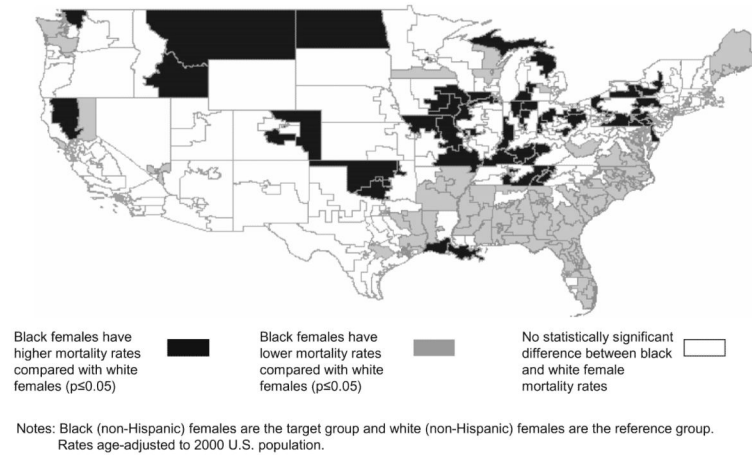 Black females have
higher mortality rates
compared with white
females (p≤0.05)
Black females have
lower mortality rates
compared with white
females (p≤0.05)
No statistically significant
difference between black
and white female
mortality rates
Notes: Black (non-Hispanic) females are the target group and white (non-Hispanic) females are the reference group.
Rates age-adjusted to 2000 U.S. population.